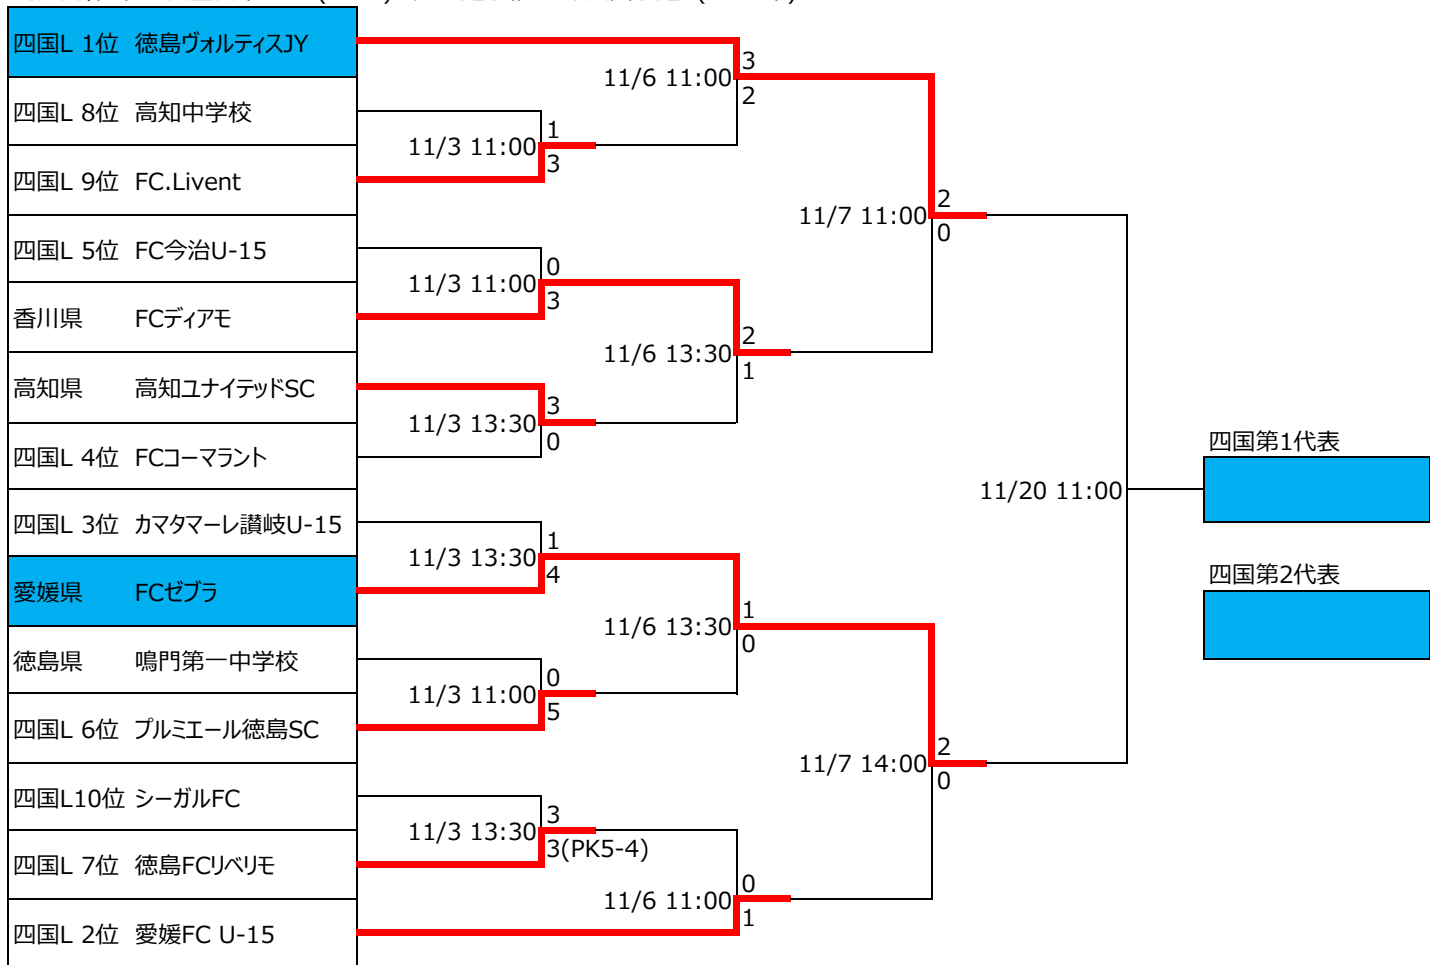 四国L 1位 徳島ヴォルティスJY
3
11/6 11:00
2
四国L 8位 高知中学校
1
11/3 11:00
3
四国L 9位 FC.Livent
2
11/7 11:00
0
四国L 5位 FC今治U-15
0
11/3 11:00
3
香川県 FCディアモ
2
11/6 13:30
1
高知県 高知ユナイテッドSC
3
11/3 13:30
0
四国L 4位 FCコーマラント
四国第1代表
11/20 11:00
四国L 3位 カマタマーレ讃岐U-15
1
11/3 13:30
4
四国第2代表
愛媛県 FCゼブラ
1
11/6 13:30
0
徳島県 鳴門第一中学校
0
11/3 11:00
5
四国L 6位 プルミエール徳島SC
2
11/7 14:00
0
四国L10位 シーガルFC
3
11/3 13:30
3(PK5-4)
四国L 7位 徳島FCリベリモ
0
11/6 11:00
1
四国L 2位 愛媛FC U-15